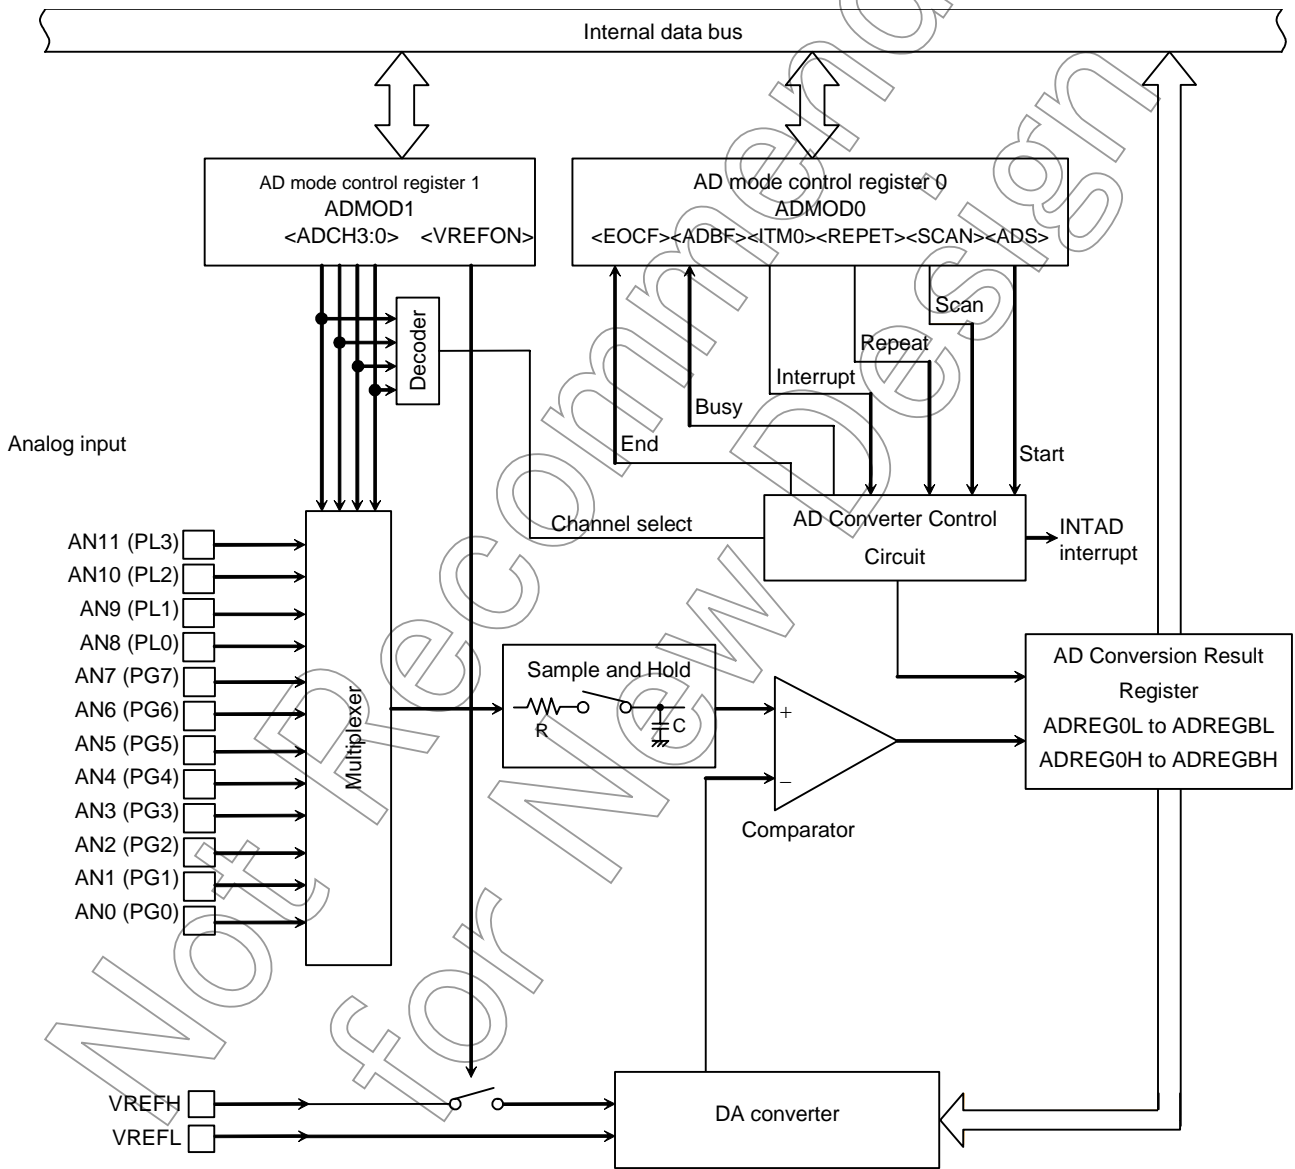 Internal data bus
AD mode control register 1
ADMOD1
<ADCH3:0> <VREFON>
AD mode control register 0
ADMOD0
<EOCF><ADBF><ITM0><REPET><SCAN><ADS>
Decoder
Scan
Repeat
Interrupt
Busy
End
Start
Analog input
Channel select
AD Converter Control
Circuit
INTAD
interrupt
AN11 (PL3)
AN10 (PL2)
AN9 (PL1)
AN8 (PL0)
AN7 (PG7)
AN6 (PG6)
AN5 (PG5)
AN4 (PG4)
AN3 (PG3)
AN2 (PG2)
AN1 (PG1)
AN0 (PG0)
Multiplexer
Sample and Hold
R
C
+
−
Comparator
AD Conversion Result
Register
ADREG0L to ADREGBL
ADREG0H to ADREGBH
VREFH
VREFL
DA converter
Not Recommend
for New Design